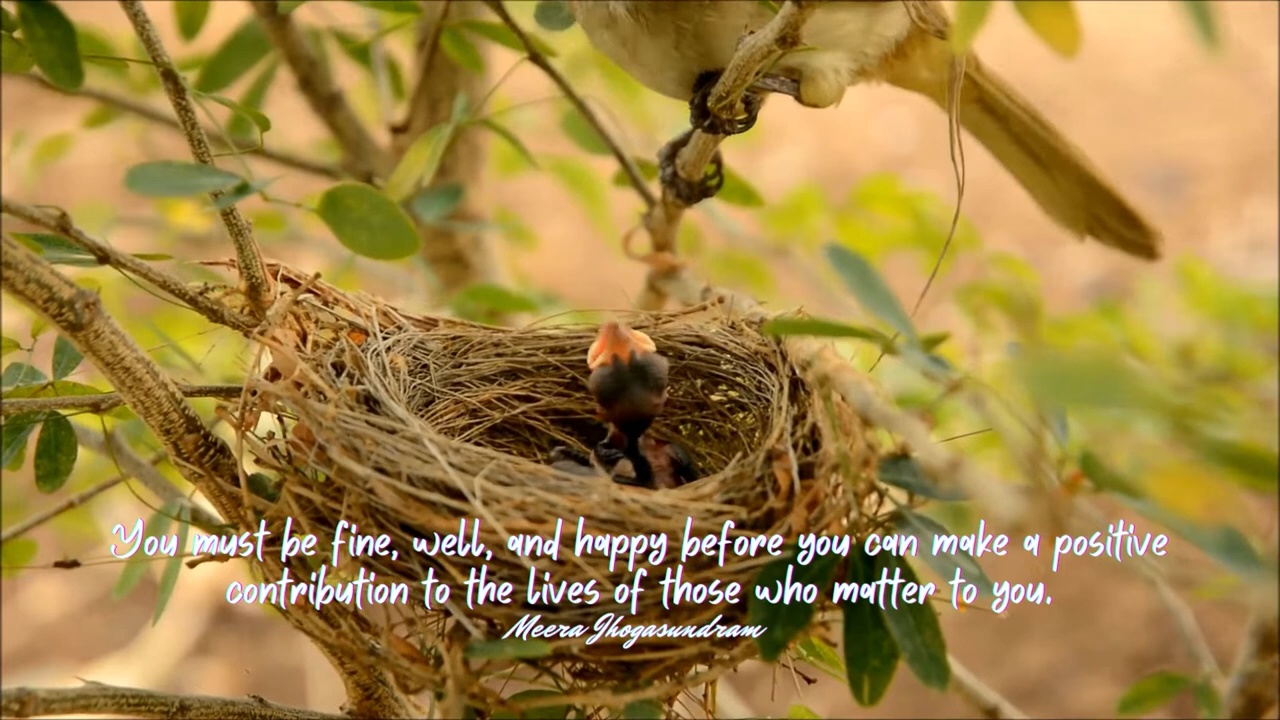 You must be fine, well, and happy before you can make a positive
contribution to the lives of those who matter to you.
Meera Jhogasundram